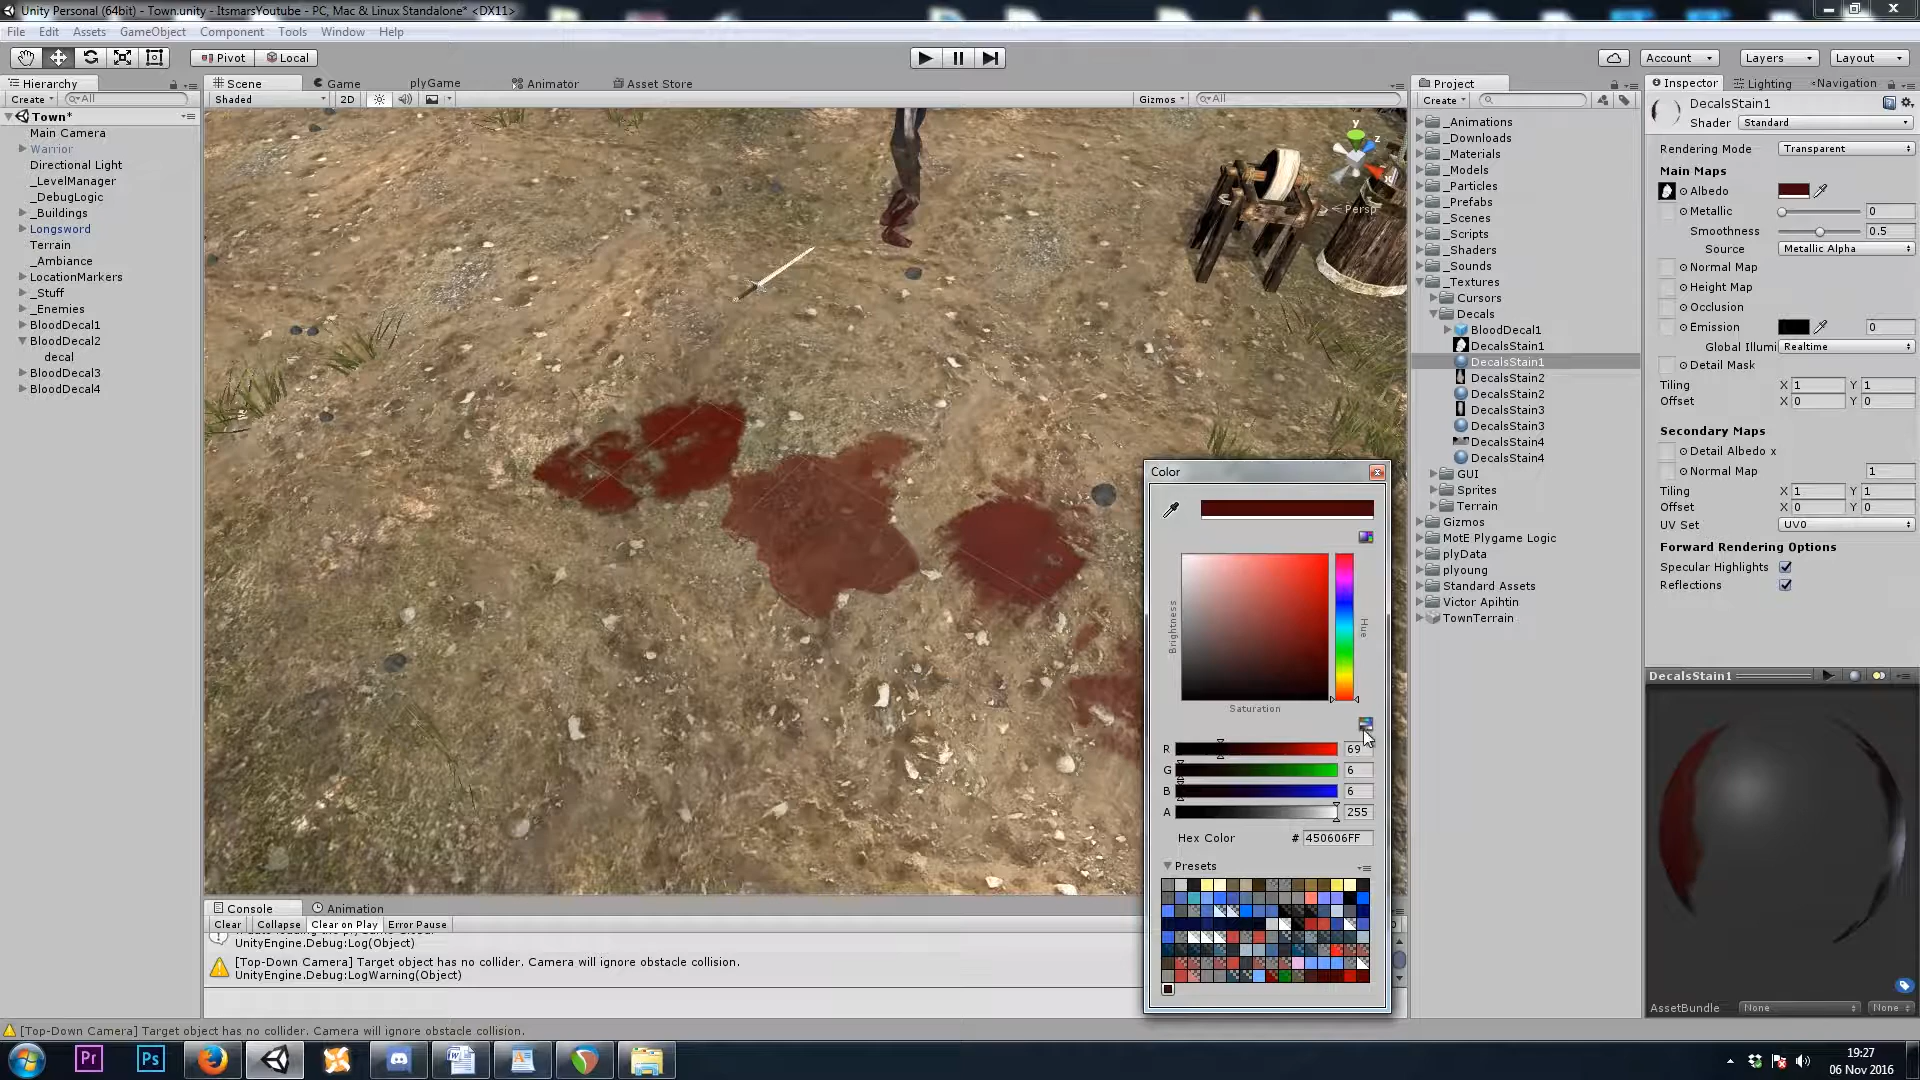 Unity Personal (64bit) - Town.unity - ItsmarsYoutube - PC, Mac & Linux Standalone* <DX11>
File Edit Assets GameObject Component Tools Window Help
Pivot Local
Account Layers Layout
Hierarchy
Create All
Town*
Main Camera
Warrior
Directional Light
_LevelManager
_DebugLogic
_Buildings
Longsword
Terrain
_Ambiance
LocationMarkers
_Stuff
_Enemies
BloodDecal1
BloodDecal2
decal
BloodDecal3
BloodDecal4
Scene Game plyGame Animator Asset Store
Shaded 2D Gizmos All
y
z
x
Persp
Project
Create
_Animations
_Downloads
_Materials
_Models
_Particles
_Prefabs
_Scenes
_Scripts
_Shaders
_Sounds
_Textures
Cursors
Decals
BloodDecal1
DecalsStain1
DecalsStain1
DecalsStain2
DecalsStain2
DecalsStain3
DecalsStain3
DecalsStain4
DecalsStain4
GUI
Sprites
Terrain
Gizmos
MotE Plygame Logic
plyData
plyoung
Standard Assets
Victor Apihtin
TownTerrain
Inspector Lighting Navigation
DecalsStain1
Shader Standard
Rendering Mode Transparent
Main Maps
Albedo
Metallic 0
Smoothness 0.5
Source Metallic Alpha
Normal Map
Height Map
Occlusion
Emission 0
Global Illumi Realtime
Detail Mask
Tiling X 1 Y 1
Offset X 0 Y 0
Secondary Maps
Detail Albedo x
Normal Map 1
Tiling X 1 Y 1
Offset X 0 Y 0
UV Set UV0
Forward Rendering Options
Specular Highlights
Reflections
DecalsStain1
AssetBundle None None
Color
Brightness
Hue
Saturation
R 69
G 6
B 6
A 255
Hex Color # 450606FF
Presets
Console Animation
Clear Collapse Clear on Play Error Pause
UnityEngine.Debug:Log(Object)
[Top-Down Camera] Target object has no collider. Camera will ignore obstacle collision.
UnityEngine.Debug:LogWarning(Object)
[Top-Down Camera] Target object has no collider. Camera will ignore obstacle collision.
Pr Ps
19:27
06 Nov 2016